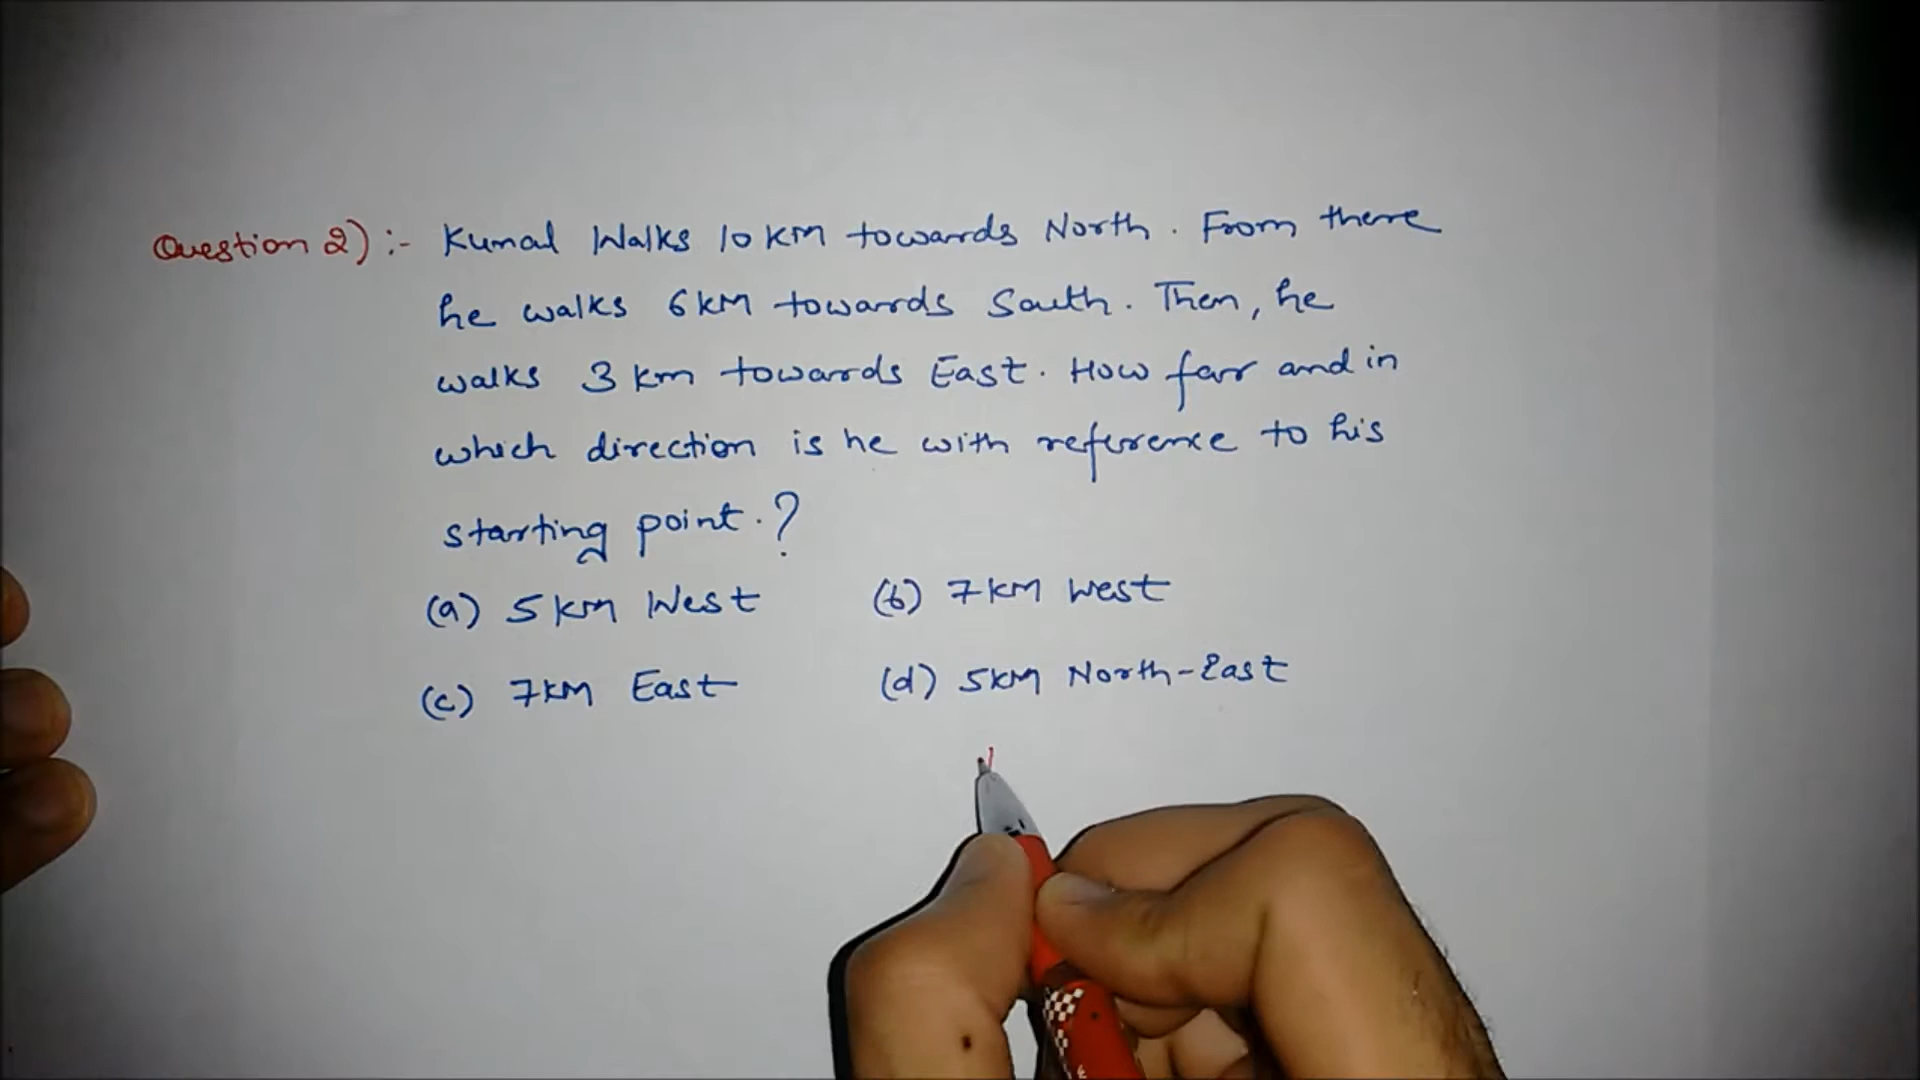 Question 2) :- Kunal Walks 10 KM towards North. From there
he walks 6 KM towards South. Then, he
walks 3 km towards East. How far and in
which direction is he with reference to his
starting point.?
(a) 5 KM West (b) 7 KM West
(c) 7 KM East (d) 5 KM North-East